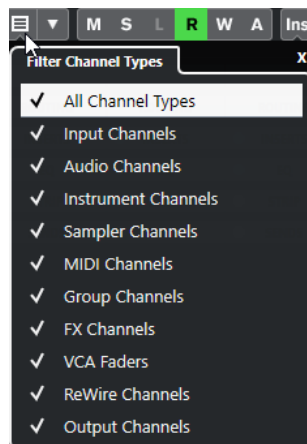 M S L R W A Ins
Filter Channel Types X
All Channel Types
Input Channels
Audio Channels
Instrument Channels
Sampler Channels
MIDI Channels
Group Channels
FX Channels
VCA Faders
ReWire Channels
Output Channels